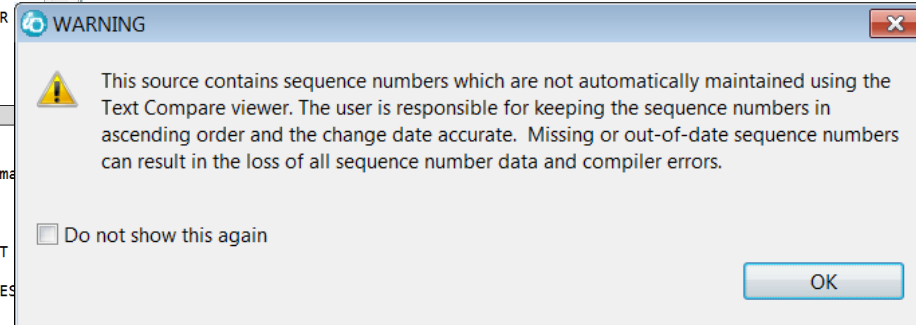 R
WARNING
This source contains sequence numbers which are not automatically maintained using the
Text Compare viewer. The user is responsible for keeping the sequence numbers in
ascending order and the change date accurate.  Missing or out-of-date sequence numbers
can result in the loss of all sequence number data and compiler errors.
ma
Do not show this again
T
OK
ES